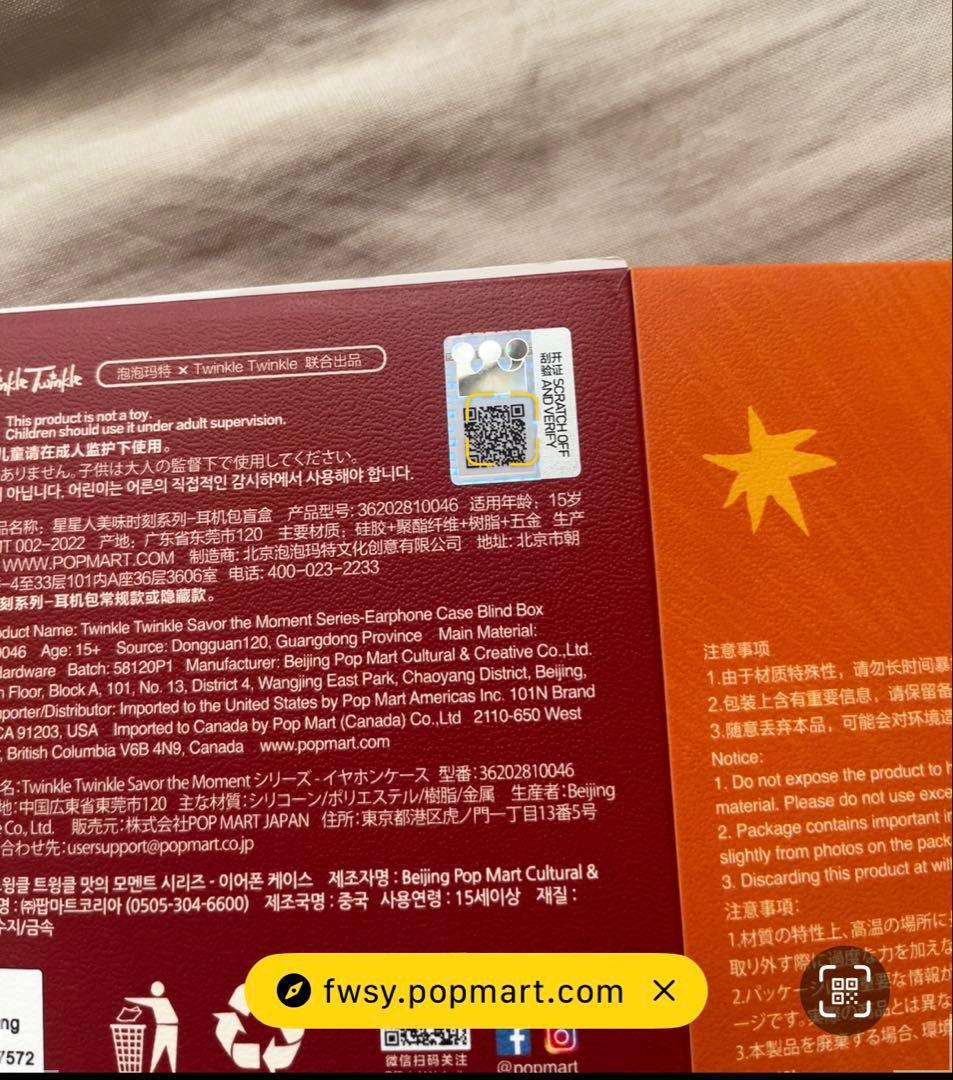 泡泡玛特 × Twinkle Twinkle 联合出品
This product is not a toy.
Children should use it under adult supervision.
儿童请在成人监护下使用。
ありません。子供は大人の監督下で使用してください。
아닙니다. 어린이는 어른의 직접적인 감시하에서 사용해야 합니다.
品名称: 星星人美味时刻系列-耳机包盲盒 产品型号: 36202810046 适用年龄: 15岁
002-2022 产地: 广东省东莞市120 主要材质: 硅胶+聚酯纤维+树脂+五金 生产
WWW.POPMART.COM 制造商: 北京泡泡玛特文化创意有限公司 地址: 北京市朝
-4至33层101内A座36层3606室 电话: 400-023-2233
刻系列-耳机包常规款或隐藏款。
duct Name: Twinkle Twinkle Savor the Moment Series-Earphone Case Blind Box
0046 Age: 15+ Source: Dongguan120, Guangdong Province Main Material:
ardware Batch: 58120P1 Manufacturer: Beijing Pop Mart Cultural & Creative Co.,Ltd.
Floor, Block A, 101, No. 13, District 4, Wangjing East Park, Chaoyang District, Beijing,
porter/Distributor: Imported to the United States by Pop Mart Americas Inc. 101N Brand
CA 91203, USA Imported to Canada by Pop Mart (Canada) Co.,Ltd 2110-650 West
, British Columbia V6B 4N9, Canada www.popmart.com
名:Twinkle Twinkle Savor the Moment シリーズ - イヤホンケース 型番:36202810046
地:中国広東省東莞市120 主な材質:シリコーン/ポリエステル/樹脂/金属 生産者:Beijing
Co., Ltd. 販売元:株式会社POP MART JAPAN 住所:東京都港区虎ノ門一丁目13番5号
合わせ先:usersupport@popmart.co.jp
윙클 트윙클 맛의 모멘트 시리즈 - 이어폰 케이스 제조자명 : Beijing Pop Mart Cultural &
명 : ㈜팝마트코리아 (0505-304-6600) 제조국명 : 중국 사용연령 : 15세이상 재질 :
수지/금속
ng
7572
微信扫码关注
@popmart
刮开验证 SCRATCH OFF
AND VERIFY
注意事项
1.由于材质特殊性，请勿长时间暴
2.包装上含有重要信息，请保留备
3.随意丢弃本品，可能会对环境造
Notice:
1. Do not expose the product to h
material. Please do not use exce
2. Package contains important in
slightly from photos on the pack
3. Discarding this product at will
注意事項:
1.材質の特性上、高温の場所に
取り外す際に過度な力を加えな
2.パッケージ 重要な情報が
ージです。 品とは異な
3.本製品を廃棄する場合、環境
fwsy.popmart.com